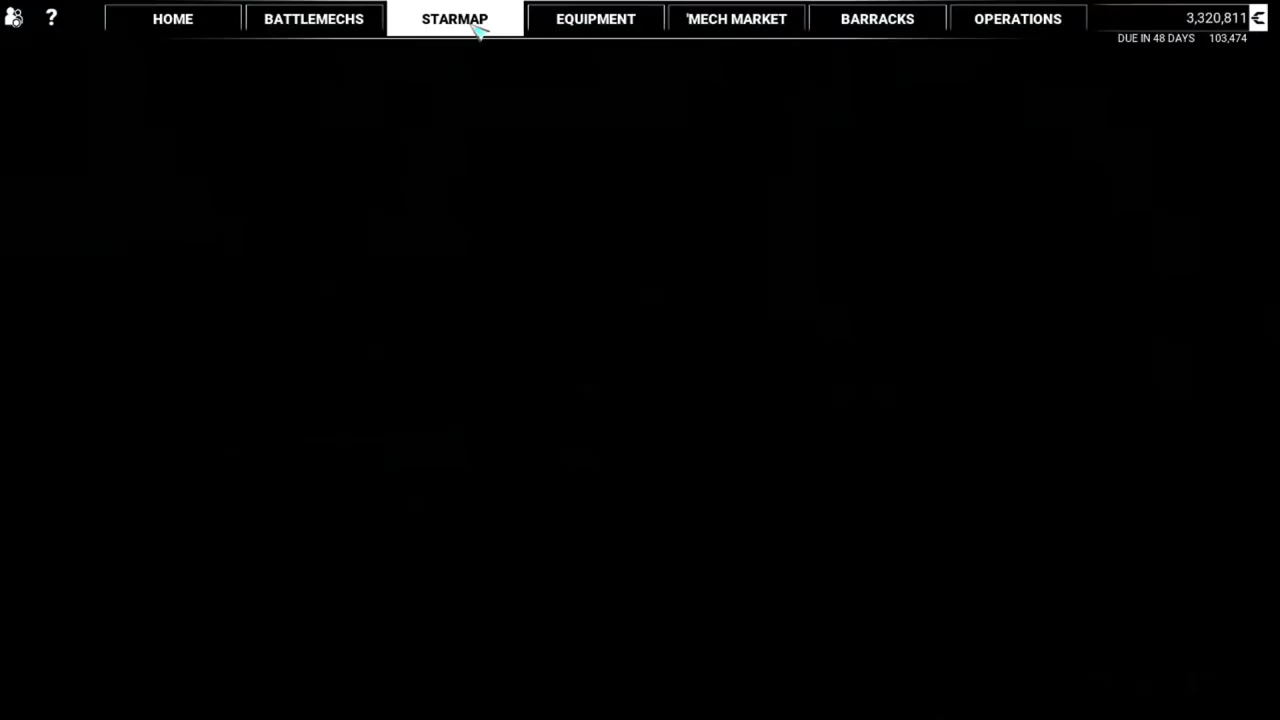 ?
HOME
BATTLEMECHS
STARMAP
EQUIPMENT
'MECH MARKET
BARRACKS
OPERATIONS
3,320,811
DUE IN 48 DAYS 103,474